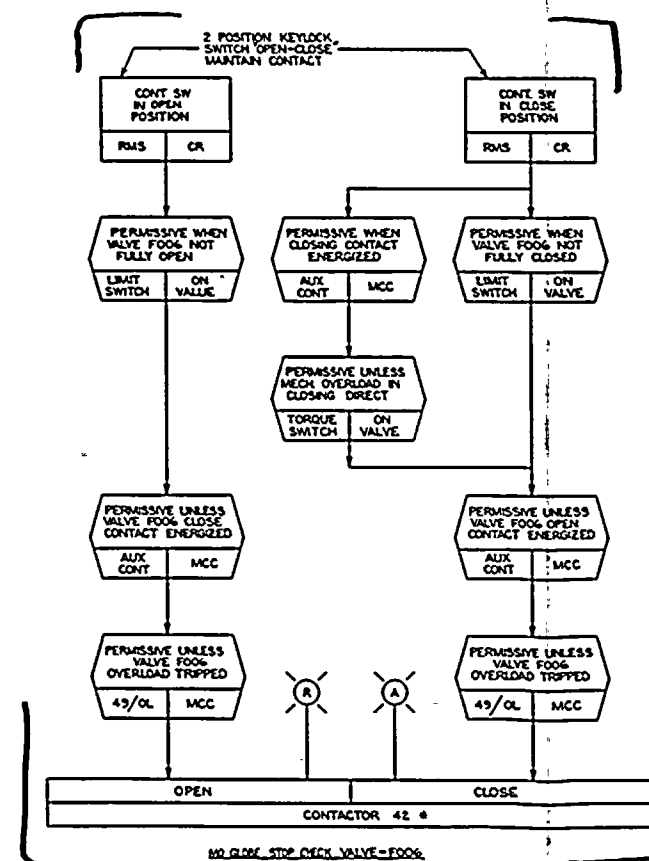 2 POSITION KEYLOCK
SWITCH "OPEN-CLOSE"
MAINTAIN CONTACT
CONT SW
IN OPEN
POSITION
RMS CR
CONT. SW
IN CLOSE
POSITION
RMS CR
PERMISSIVE WHEN
VALVE F006 NOT
FULLY OPEN
LIMIT
SWITCH
ON
VALUE
PERMISSIVE WHEN
CLOSING CONTACT
ENERGIZED
AUX
CONT
MCC
PERMISSIVE WHEN
VALVE F006 NOT
FULLY CLOSED
LIMIT
SWITCH
ON
VALVE
PERMISSIVE UNLESS
MECH. OVERLOAD IN
CLOSING DIRECT
TORQUE
SWITCH
ON
VALVE
PERMISSIVE UNLESS
VALVE F006 CLOSE
CONTACT ENERGIZED
AUX
CONT
MCC
PERMISSIVE UNLESS
VALVE F006 OPEN
CONTACT ENERGIZED
AUX
CONT
MCC
PERMISSIVE UNLESS
VALVE F006
OVERLOAD TRIPPED
49/OL MCC
R
A
PERMISSIVE UNLESS
VALVE F006
OVERLOAD TRIPPED
49/OL MCC
OPEN CLOSE
CONTACTOR 42 *
MO GLOBE STOP CHECK VALVE-F006